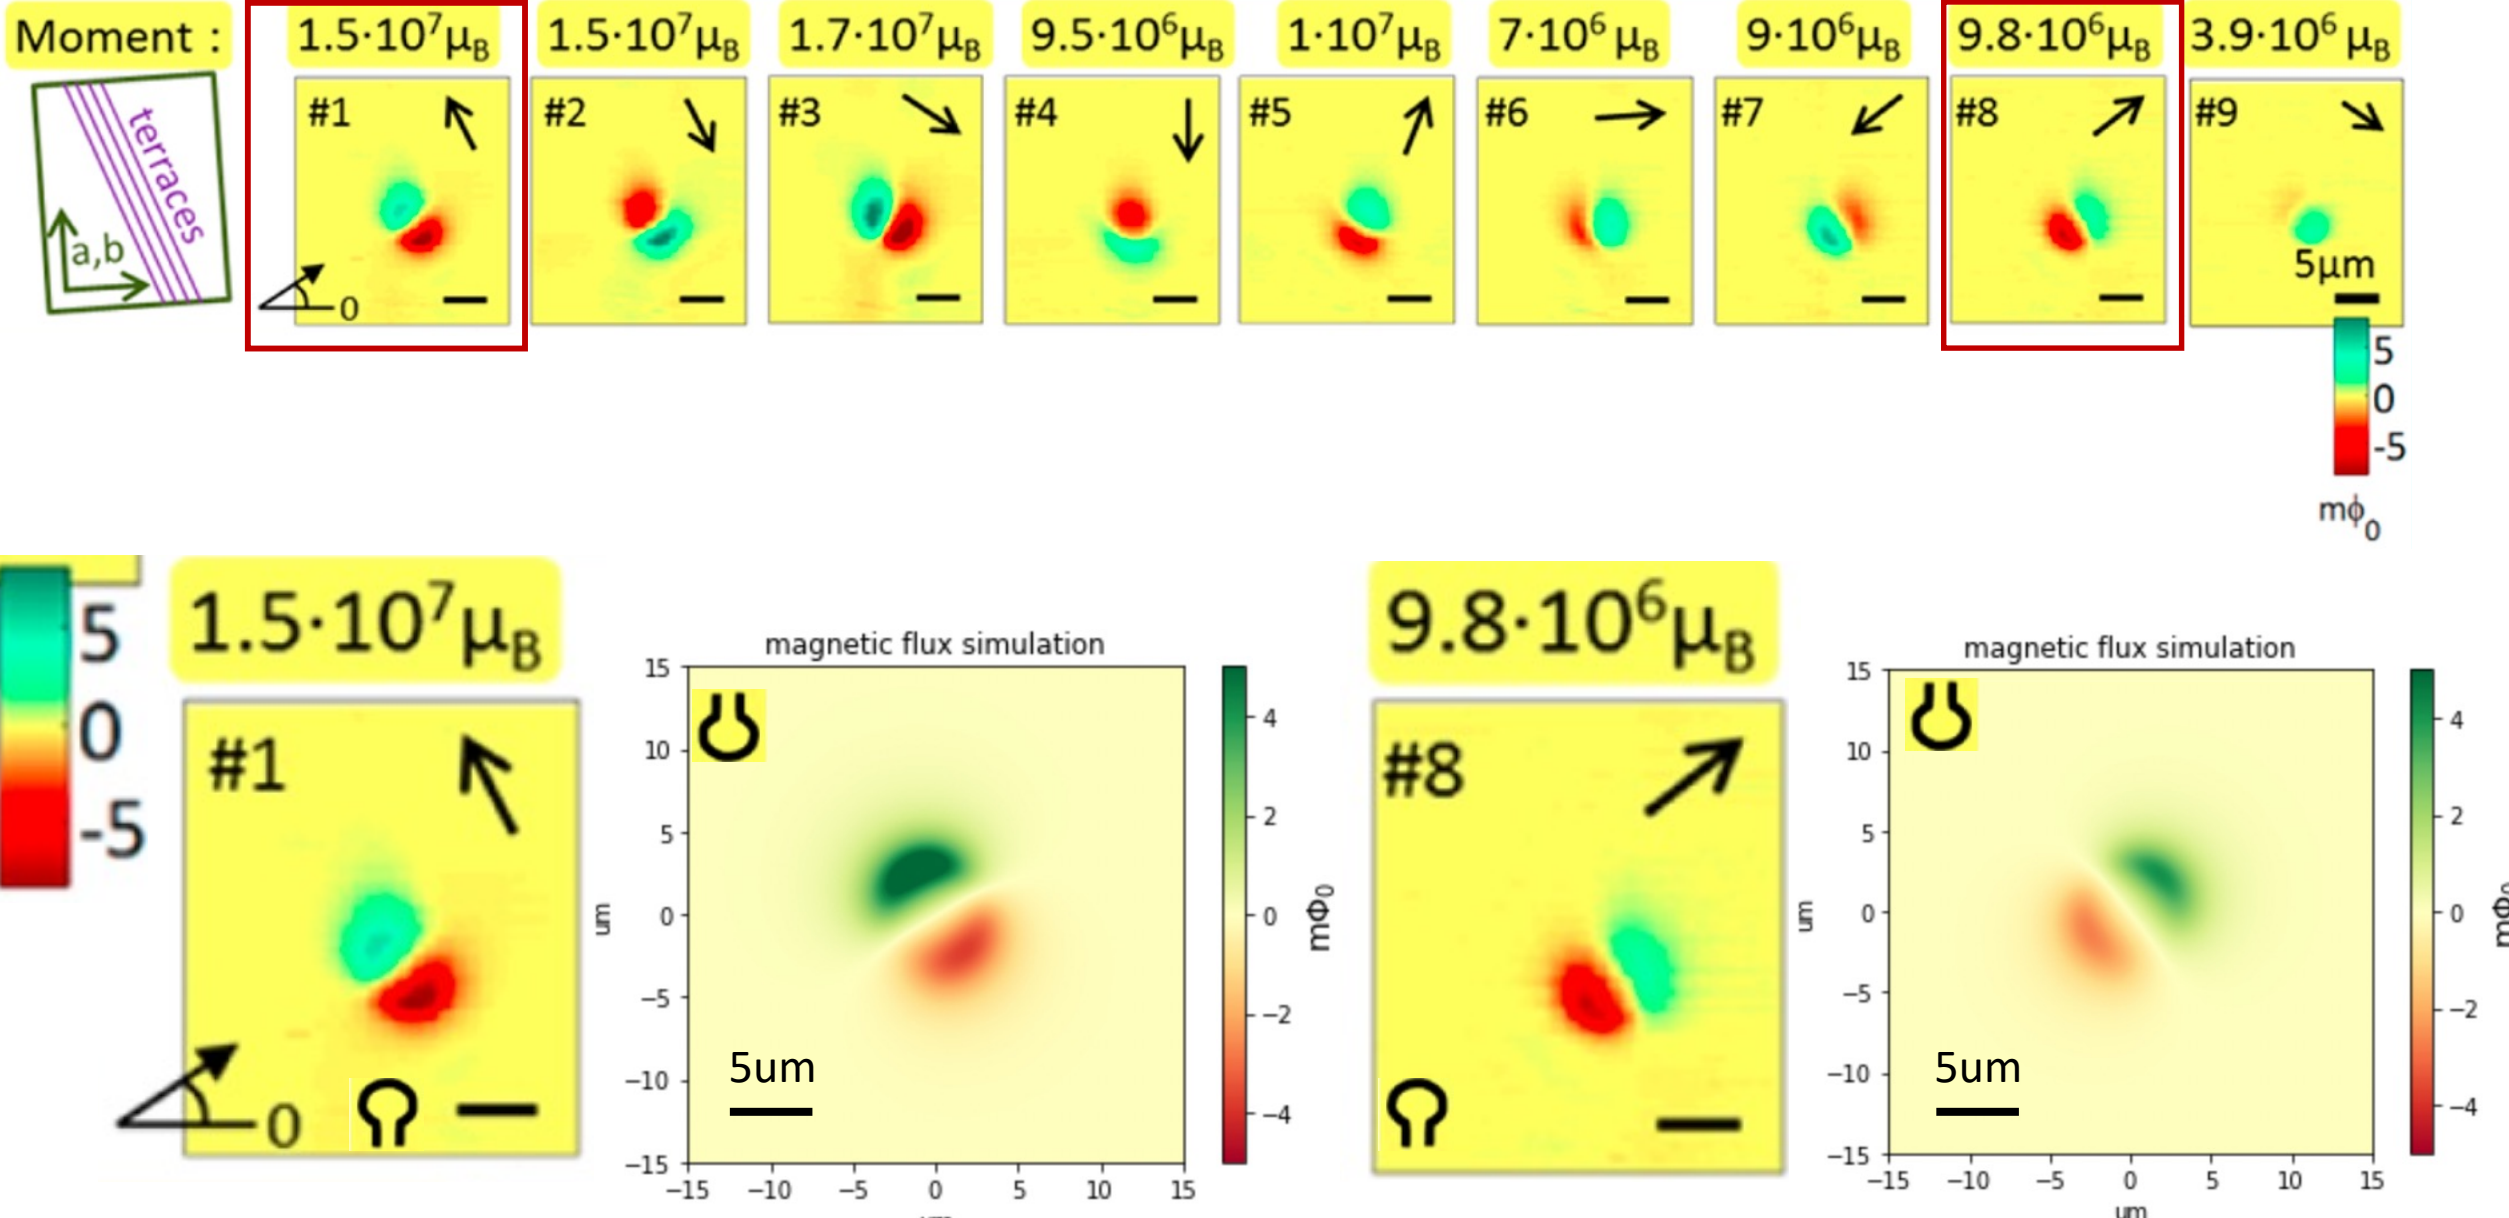 Moment :
1.5·10⁷μB
1.5·10⁷μB
1.7·10⁷μB
9.5·10⁶μB
1·10⁷μB
7·10⁶ μB
9·10⁶μB
9.8·10⁶μB
3.9·10⁶ μB
terraces
a,b
#1
#2
#3
#4
#5
#6
#7
#8
#9
0
5μm
5
0
-5
mϕ0
5
0
-5
1.5·10⁷μB
#1
0
magnetic flux simulation
15
10
5
0
−5
−10
−15
um
−15
−10
−5
0
5
10
15
5um
4
2
0
−2
−4
mΦ0
9.8·10⁶μB
#8
magnetic flux simulation
15
10
5
0
−5
−10
−15
um
−15
−10
−5
0
5
10
15
um
5um
4
2
0
−2
−4
mΦ0